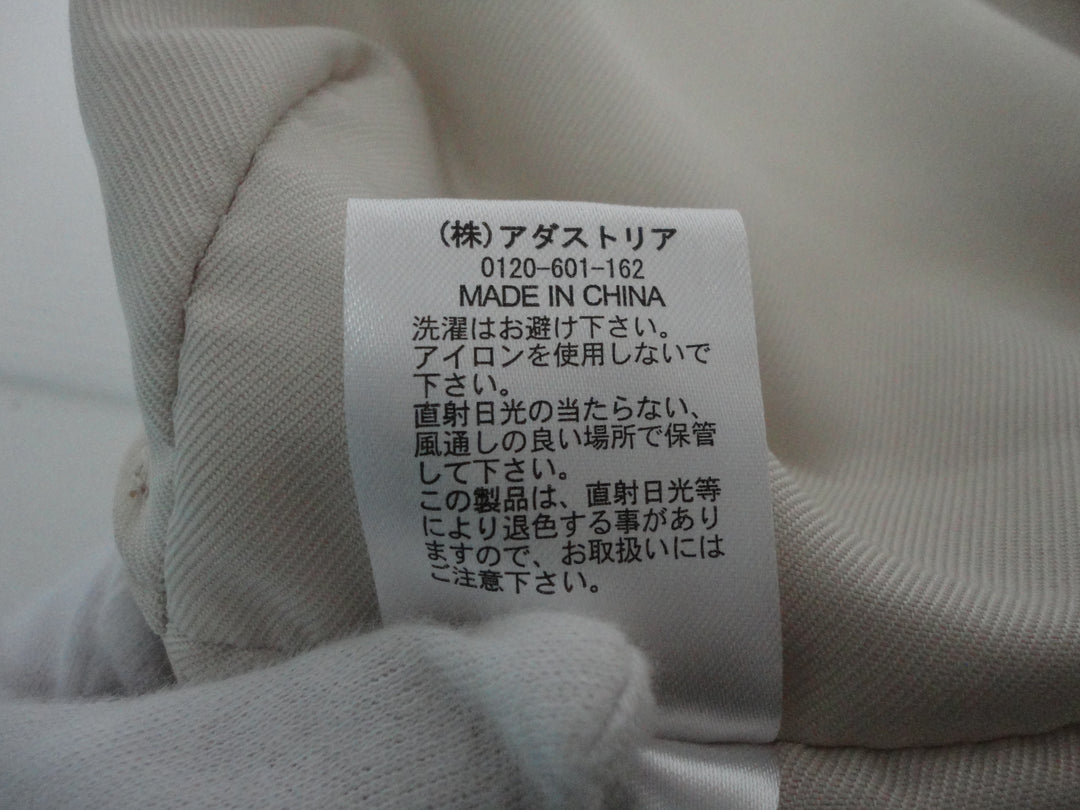 (株)アダストリア
0120-601-162
MADE IN CHINA
洗濯はお避け下さい。
アイロンを使用しないで
下さい。
直射日光の当たらない、
風通しの良い場所で保管
して下さい。
この製品は、直射日光等
により退色する事があり
ますので、お取扱いには
ご注意下さい。